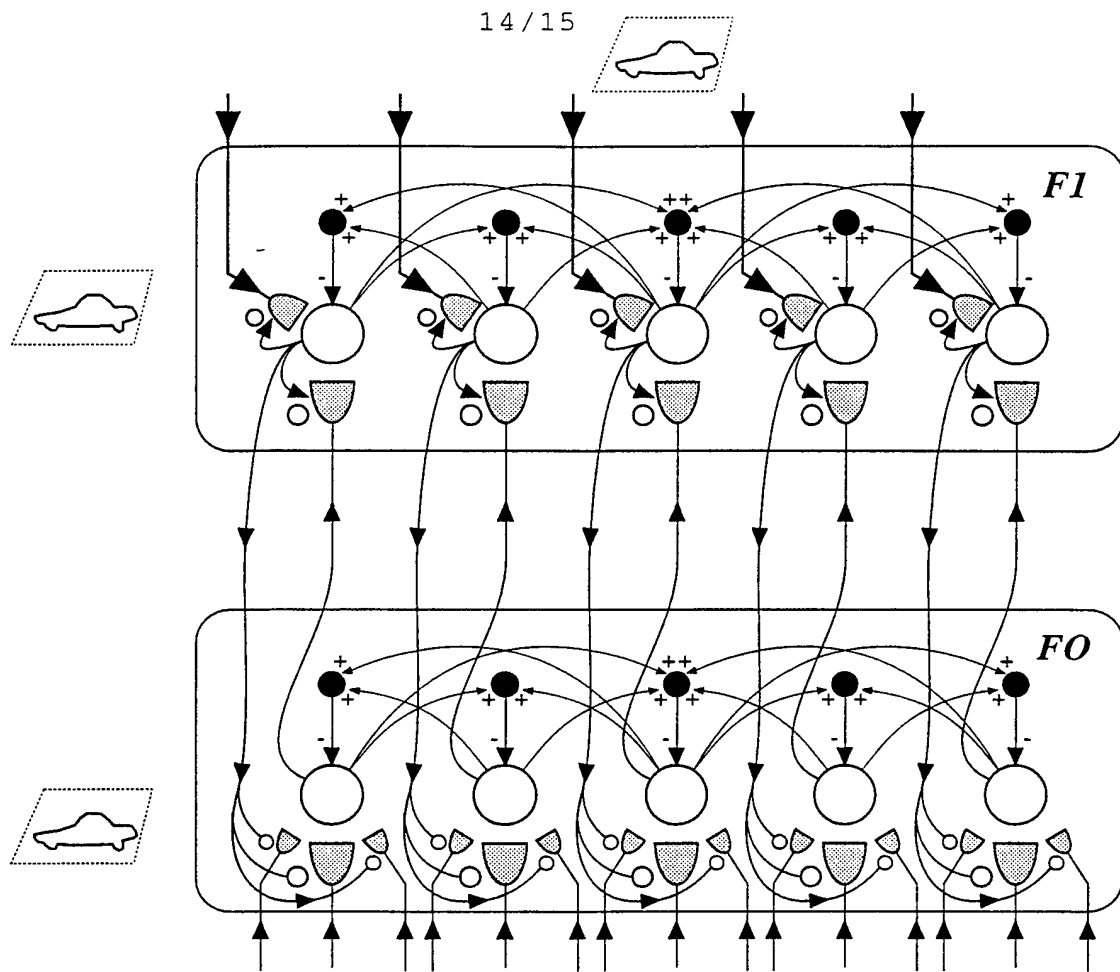 14/15
F1
+ ++ +
+ + + + + + + +
- - - - -
FO
+ ++ +
+ + + + + + + +
- - - - -